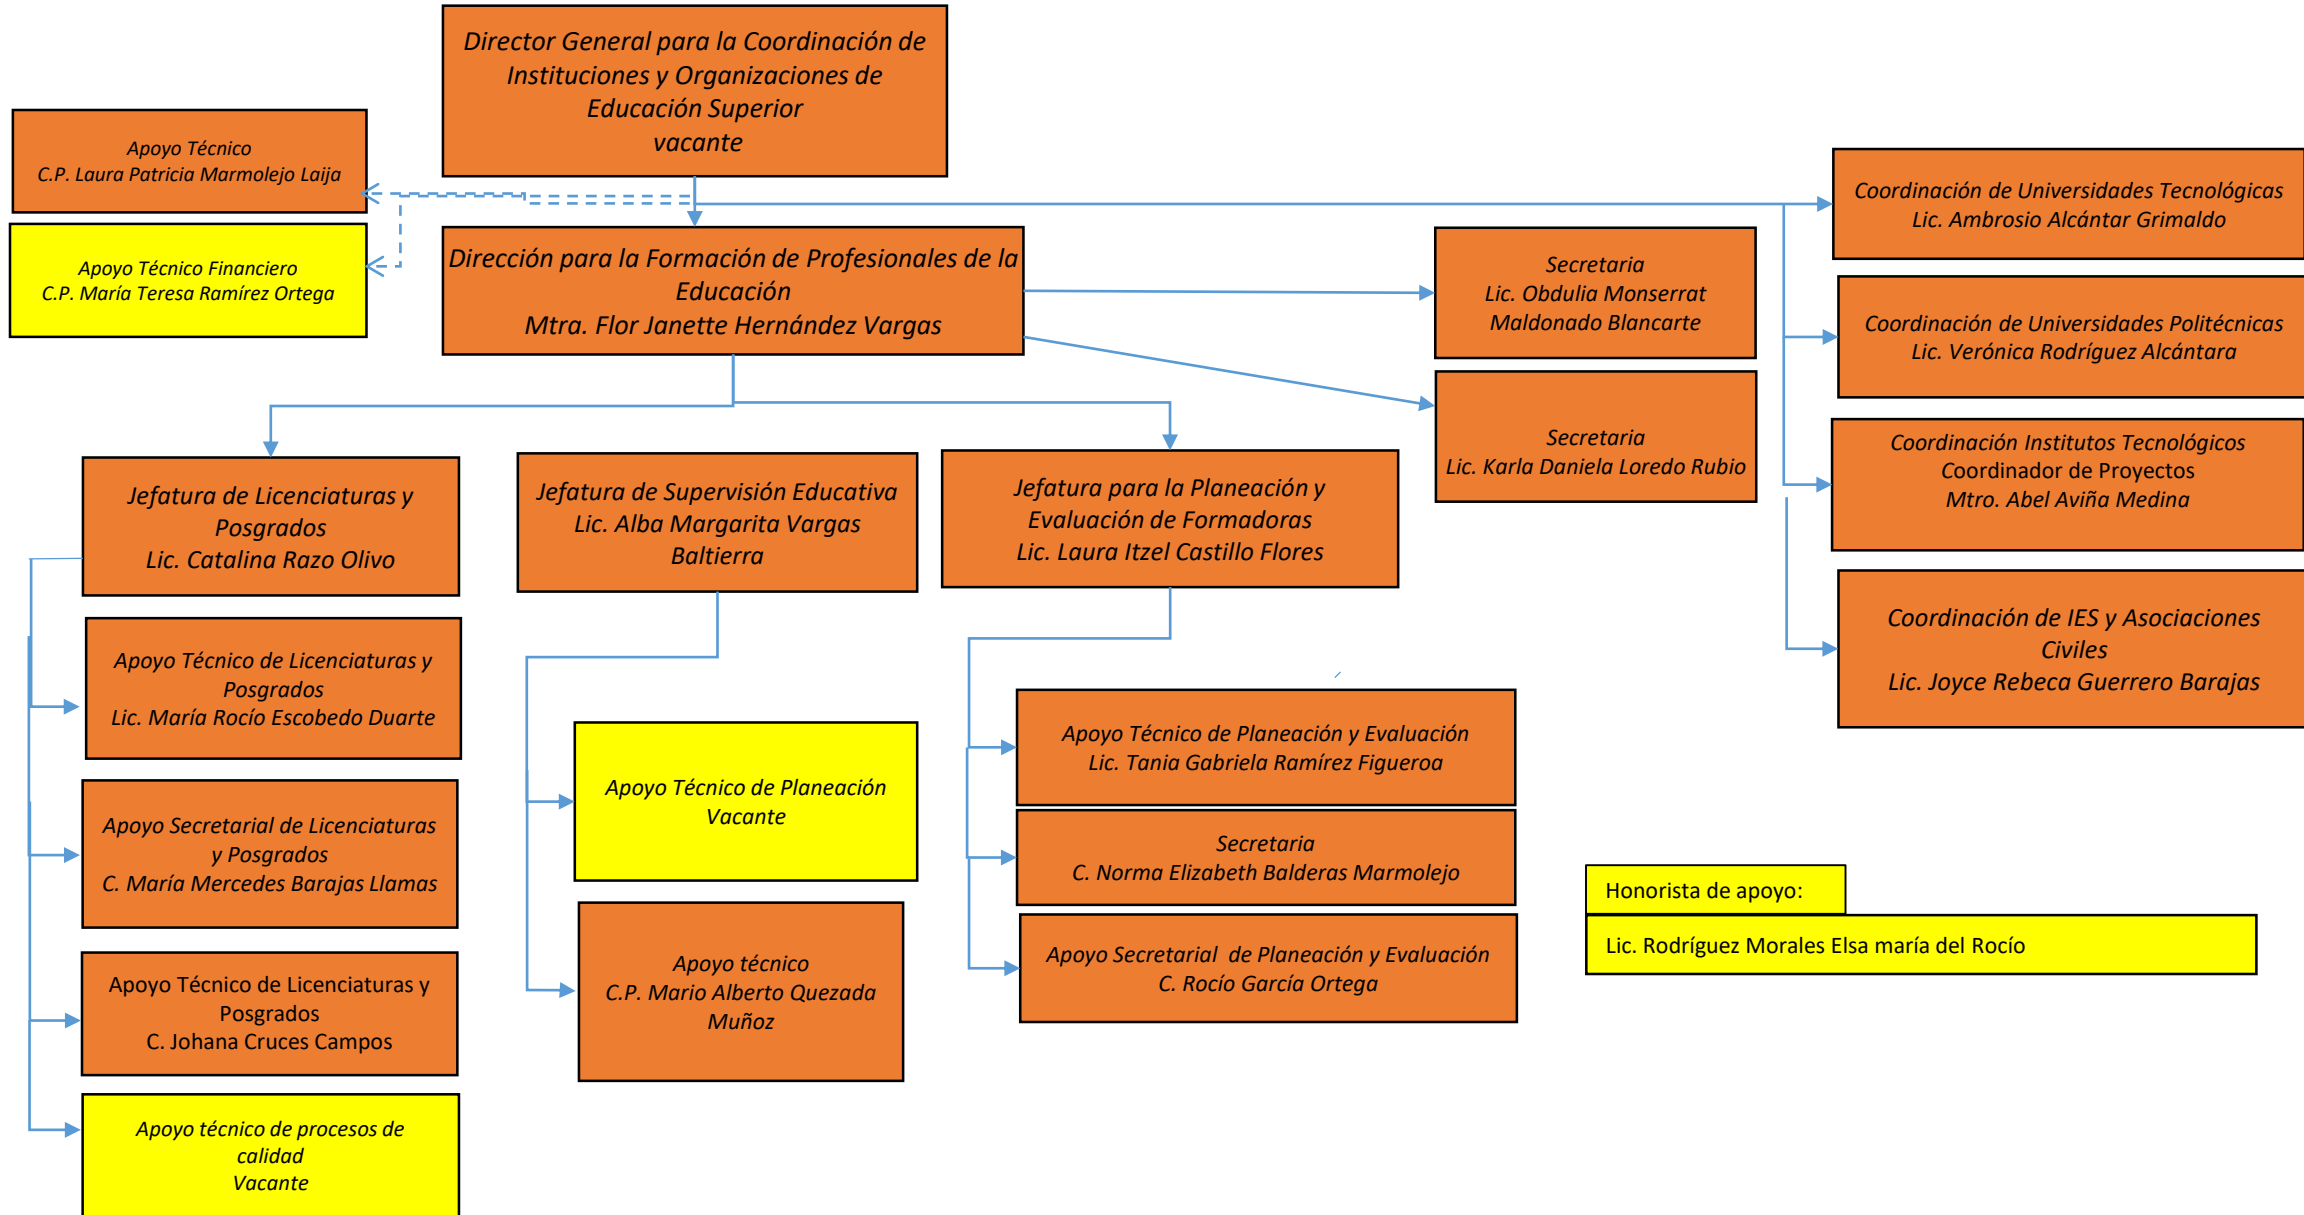 Director General para la Coordinación de
Instituciones y Organizaciones de
Educación Superior
vacante
Apoyo Técnico
C.P. Laura Patricia Marmolejo Laija
Apoyo Técnico Financiero
C.P. María Teresa Ramírez Ortega
Dirección para la Formación de Profesionales de la
Educación
Mtra. Flor Janette Hernández Vargas
Secretaria
Lic. Obdulia Monserrat
Maldonado Blancarte
Secretaria
Lic. Karla Daniela Loredo Rubio
Coordinación de Universidades Tecnológicas
Lic. Ambrosio Alcántar Grimaldo
Coordinación de Universidades Politécnicas
Lic. Verónica Rodríguez Alcántara
Coordinación Institutos Tecnológicos
Coordinador de Proyectos
Mtro. Abel Aviña Medina
Coordinación de IES y Asociaciones
Civiles
Lic. Joyce Rebeca Guerrero Barajas
Jefatura de Licenciaturas y
Posgrados
Lic. Catalina Razo Olivo
Jefatura de Supervisión Educativa
Lic. Alba Margarita Vargas
Baltierra
Jefatura para la Planeación y
Evaluación de Formadoras
Lic. Laura Itzel Castillo Flores
Apoyo Técnico de Licenciaturas y
Posgrados
Lic. María Rocío Escobedo Duarte
Apoyo Secretarial de Licenciaturas
y Posgrados
C. María Mercedes Barajas Llamas
Apoyo Técnico de Licenciaturas y
Posgrados
C. Johana Cruces Campos
Apoyo técnico de procesos de
calidad
Vacante
Apoyo Técnico de Planeación
Vacante
Apoyo técnico
C.P. Mario Alberto Quezada
Muñoz
Apoyo Técnico de Planeación y Evaluación
Lic. Tania Gabriela Ramírez Figueroa
Secretaria
C. Norma Elizabeth Balderas Marmolejo
Apoyo Secretarial  de Planeación y Evaluación
C. Rocío García Ortega
Honorista de apoyo:
Lic. Rodríguez Morales Elsa maría del Rocío